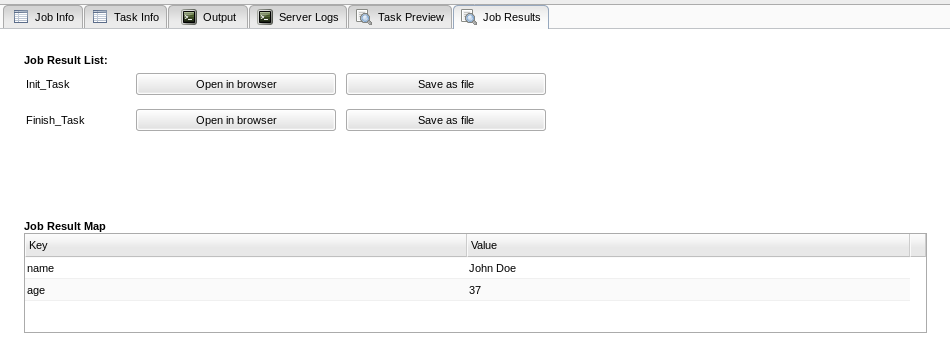 Job Info Task Info Output Server Logs Task Preview Job Results
Job Result List:
Init_Task Open in browser Save as file
Finish_Task Open in browser Save as file
Job Result Map
Key Value
name John Doe
age 37